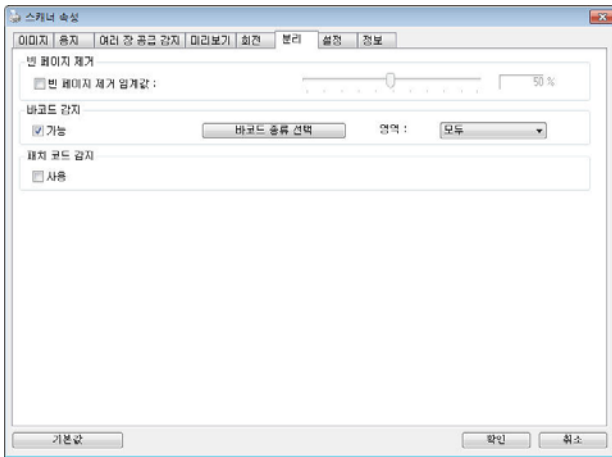 스캐너 속성
이미지 용지 여러 장 공급 감지 미리보기 회전 분리 설정 정보
빈 페이지 제거
빈 페이지 제거 임계값 : 50 %
바코드 감지
가능 바코드 종류 선택 영역 : 모두
패치 코드 감지
사용
기본값 확인 취소